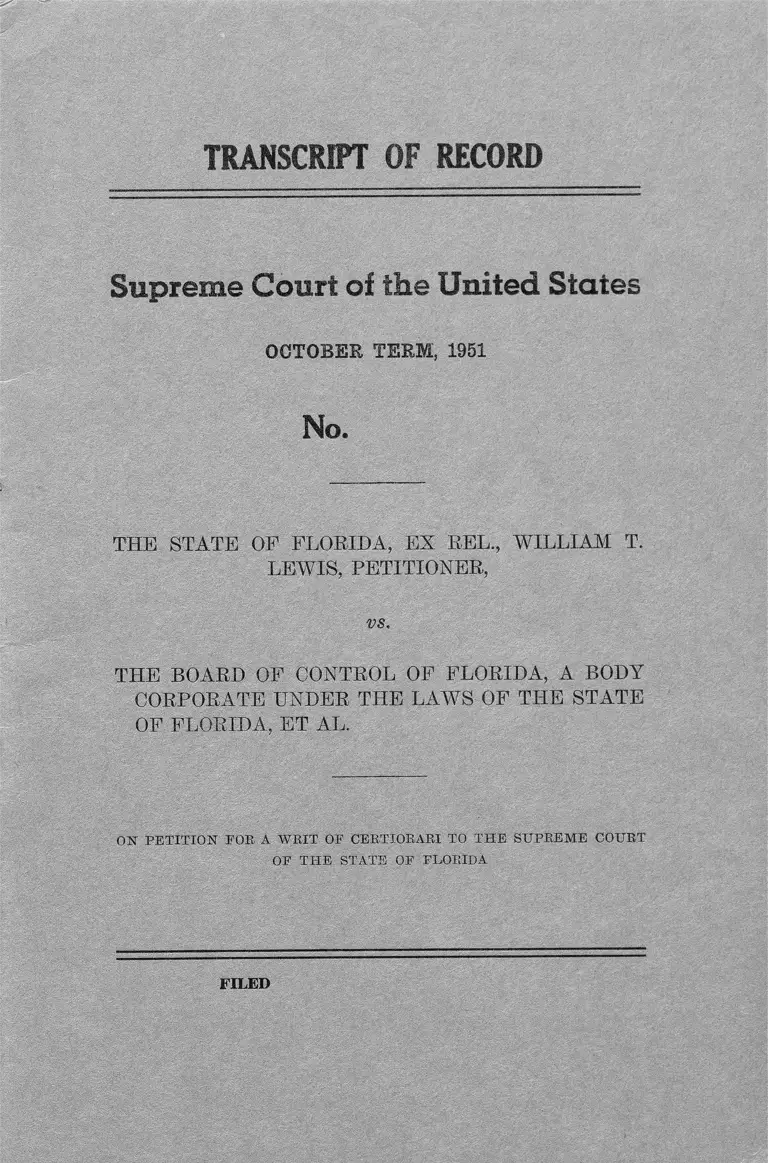 TRANSCRIPT OF RECORD
Supreme Court of the United States
OCTOBER TERM, 1951
No.
THE STATE OF FLORIDA, EX REL., WILLIAM T.
LEWIS, PETITIONER,
vs.
THE BOARD OF CONTROL OF FLORIDA, A BODY
CORPORATE UNDER THE LAWS OF THE STATE
OF FLORIDA, ET AL.
ON PETITION FOR A WRIT OF CERTIORARI TO THE SUPREME COURT
OF THE STATE OF FLORIDA
FILED